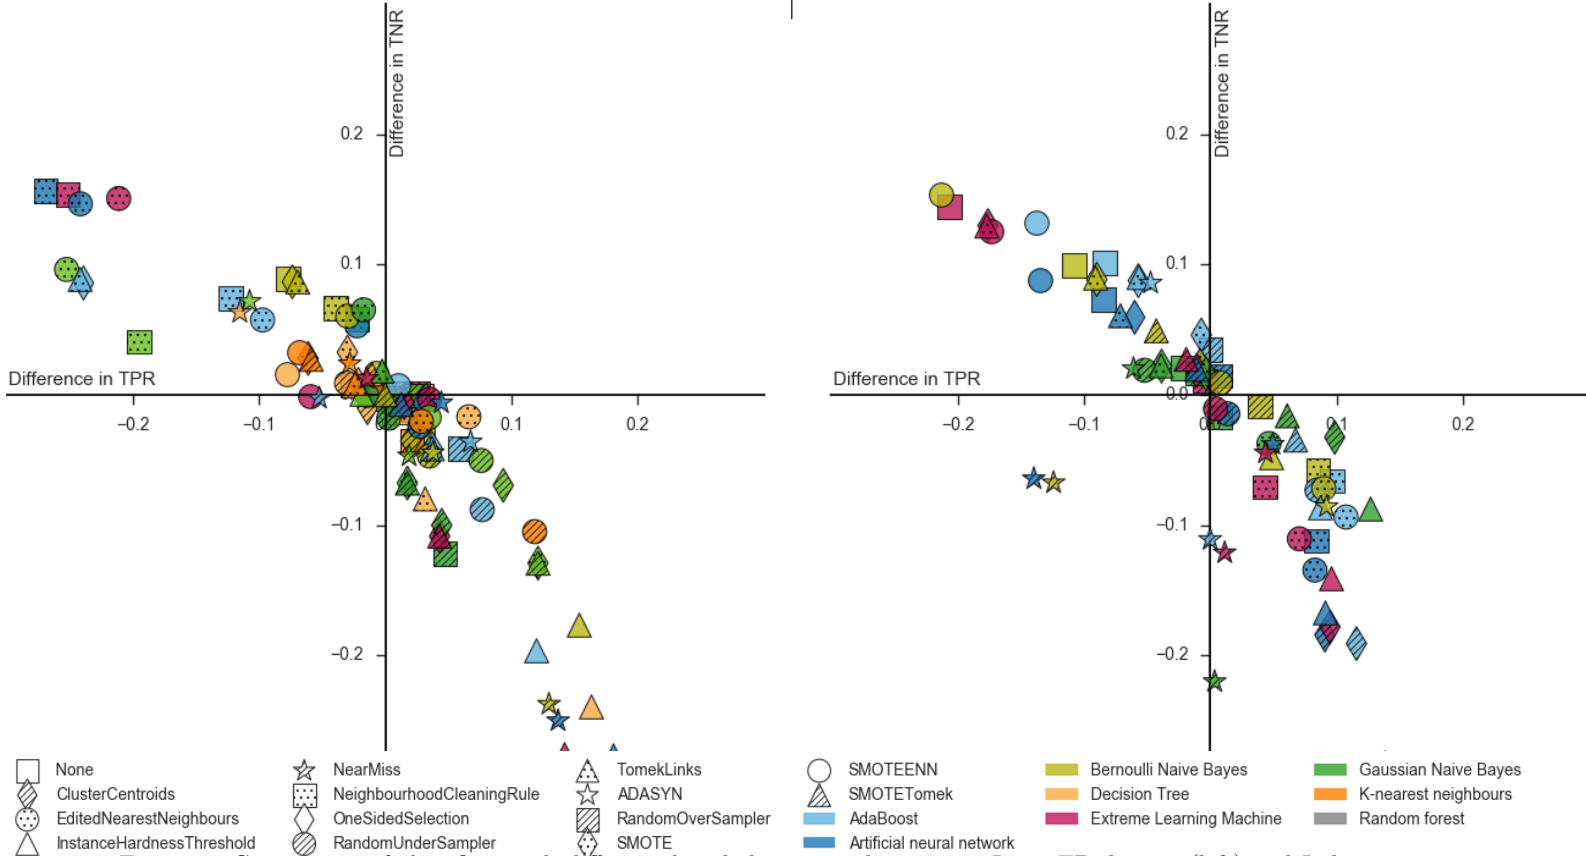 Difference in TNR
0.2
0.1
Difference in TPR
−0.2
−0.1
0.1
0.2
−0.1
−0.2
Difference in TNR
0.2
0.1
Difference in TPR
0.0
−0.2
−0.1
0.1
0.2
−0.1
−0.2
None
ClusterCentroids
EditedNearestNeighbours
InstanceHardnessThreshold
NearMiss
NeighbourhoodCleaningRule
OneSidedSelection
RandomUnderSampler
TomekLinks
ADASYN
RandomOverSampler
SMOTE
SMOTEENN
SMOTETomek
AdaBoost
Artificial neural network
Bernoulli Naive Bayes
Decision Tree
Extreme Learning Machine
Gaussian Naive Bayes
K-nearest neighbours
Random forest